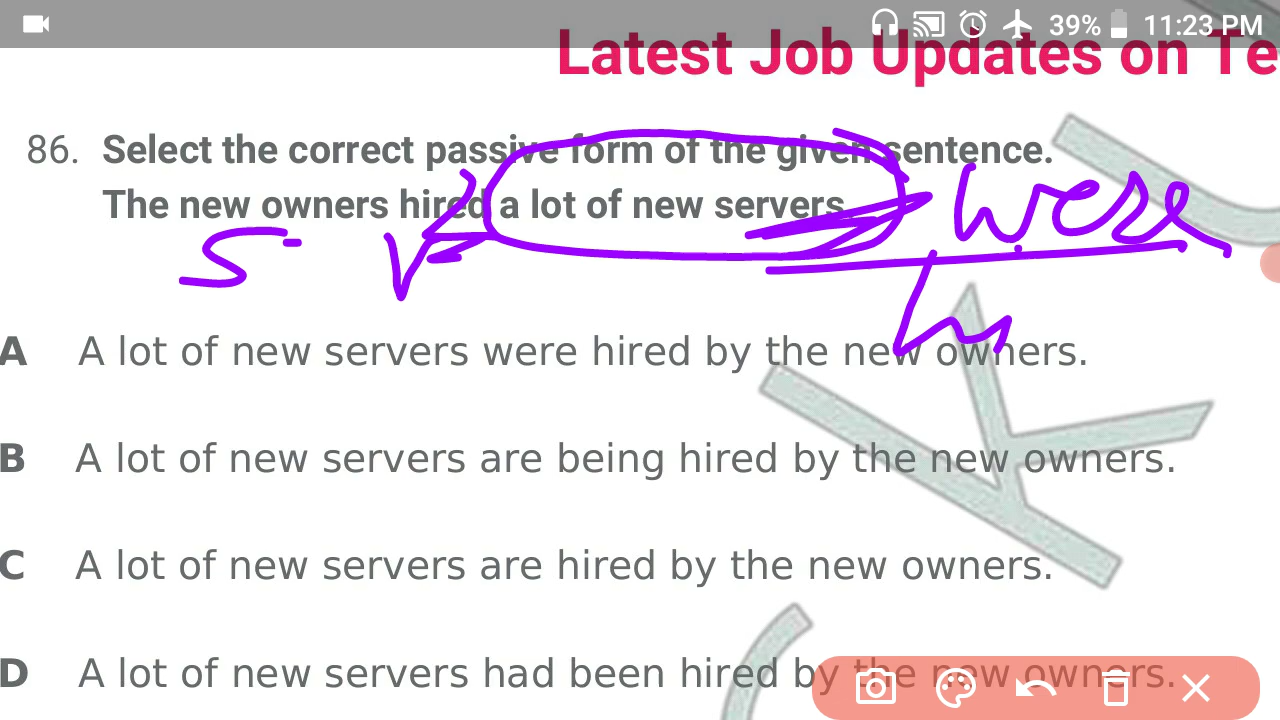 39% 11:23 PM
Latest Job Updates on Te
86. Select the correct passive form of the given sentence.
The new owners hired a lot of new servers
S V were
A A lot of new servers were hired by the new owners.
B A lot of new servers are being hired by the new owners.
C A lot of new servers are hired by the new owners.
D A lot of new servers had been hired by the new owners.